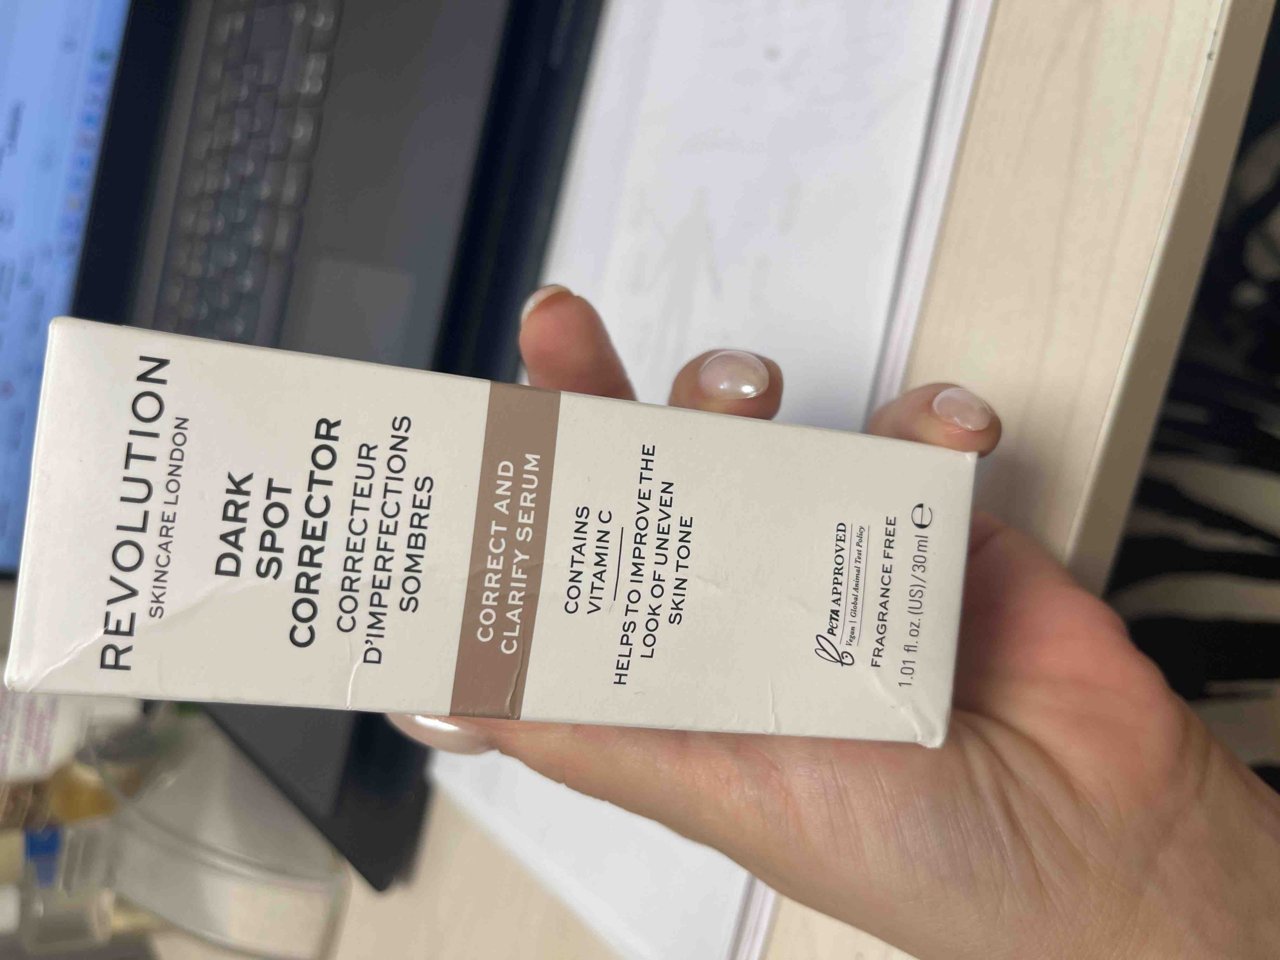 REVOLUTION
SKINCARE LONDON
DARK
SPOT
CORRECTOR
CORRECTEUR
D'IMPERFECTIONS
SOMBRES
CORRECT AND
CLARIFY SERUM
CONTAINS
VITAMIN C
HELPS TO IMPROVE THE
LOOK OF UNEVEN
SKIN TONE
PETA APPROVED
Vegan | Global Animal Test Policy
FRAGRANCE FREE
1.01 fl. oz. (US) / 30 ml ℮